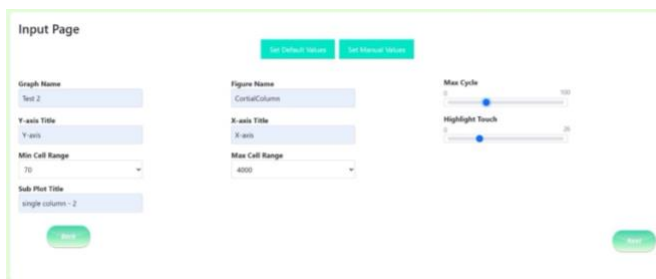 Input Page
Set Default Values Set Manual Values
Graph Name Figure Name Max Cycle
0 100
Test 2 CortialColumn
Y-axis Title X-axis Title Highlight Touch
Y-axis X-axis 0 20
Min Cell Range Max Cell Range
70 4000
Sub Plot Title
single column - 2
Back
Next